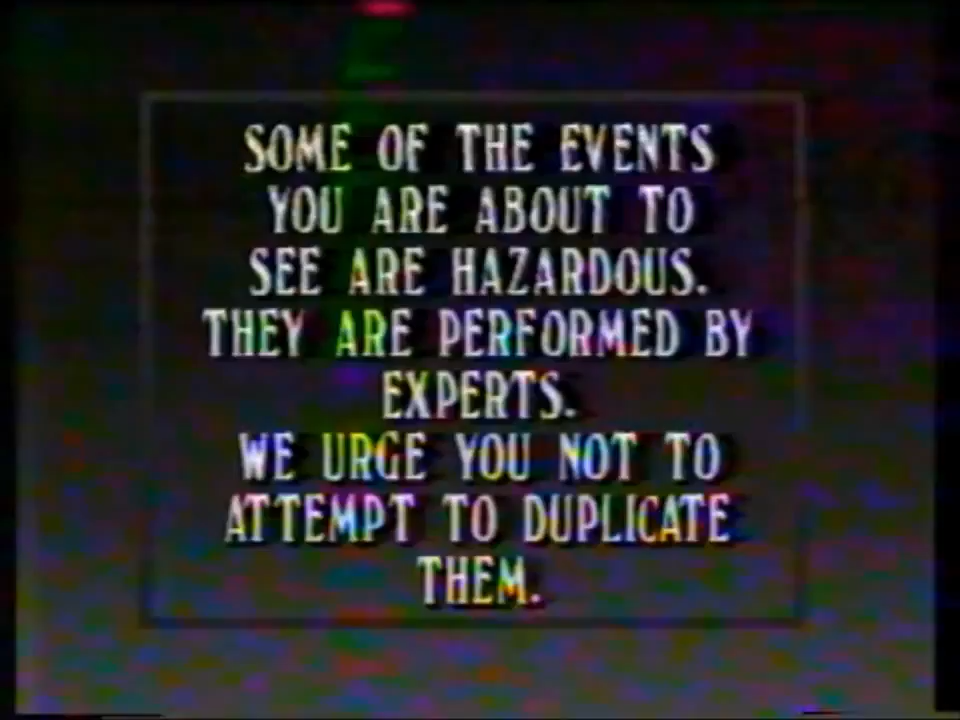 SOME OF THE EVENTS
YOU ARE ABOUT TO
SEE ARE HAZARDOUS.
THEY ARE PERFORMED BY
EXPERTS.
WE URGE YOU NOT TO
ATTEMPT TO DUPLICATE
THEM.